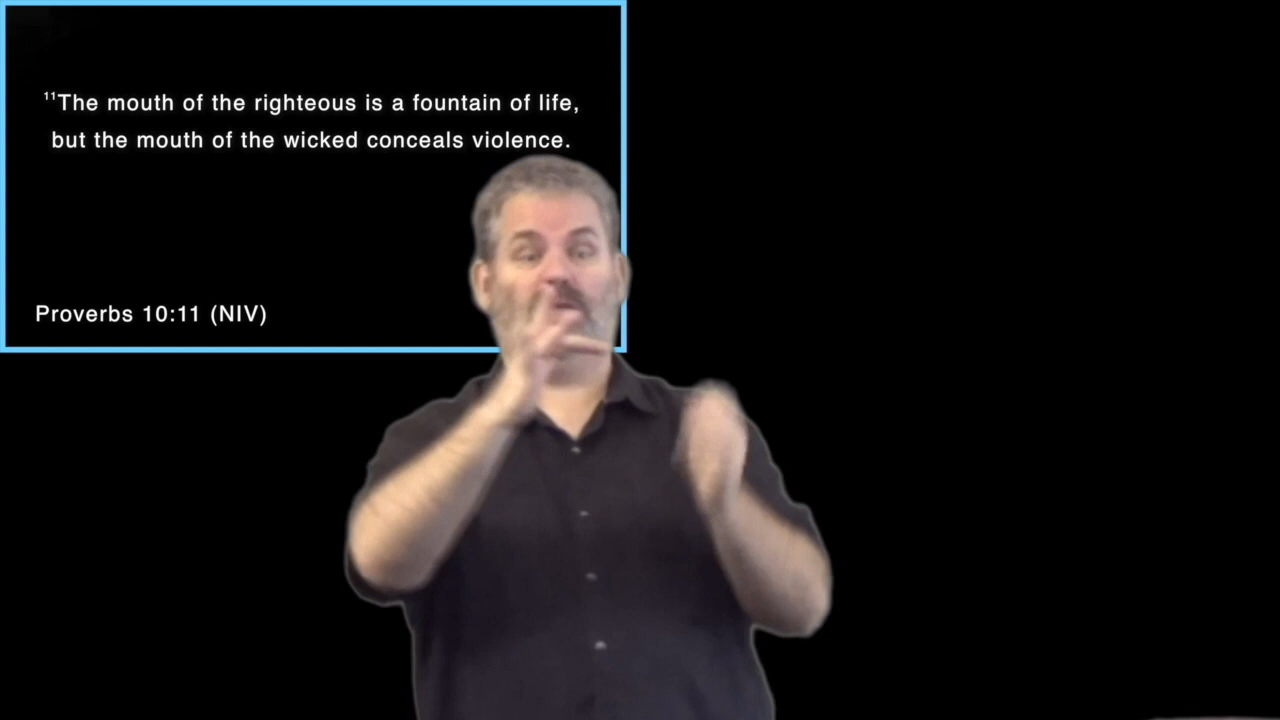 ¹¹The mouth of the righteous is a fountain of life,
but the mouth of the wicked conceals violence.
Proverbs 10:11 (NIV)